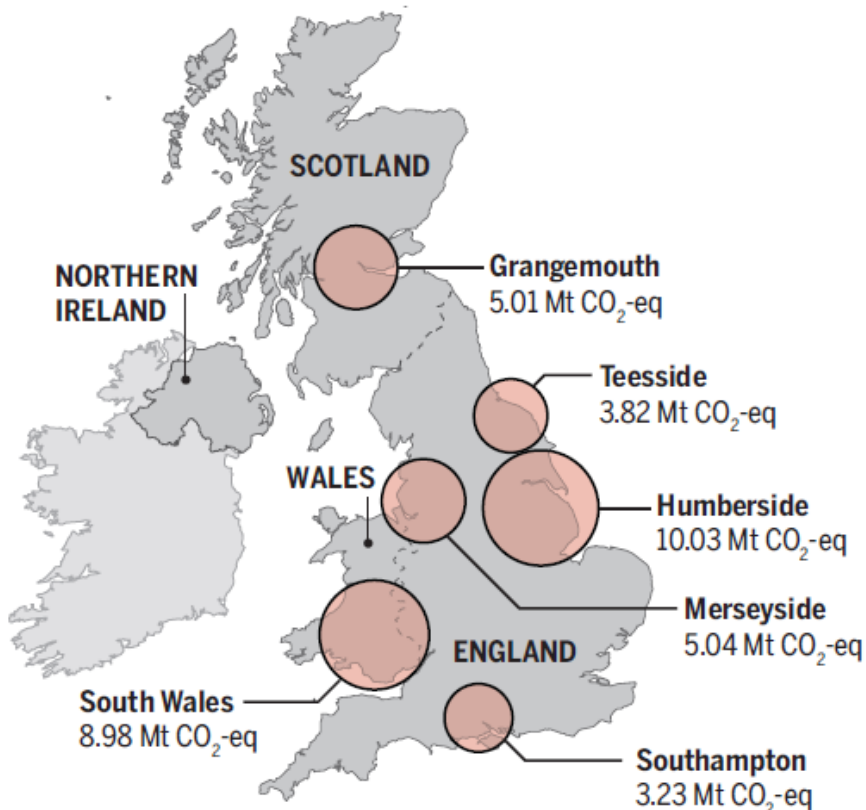 SCOTLAND
Grangemouth
5.01 Mt CO₂-eq
NORTHERN
IRELAND
Teesside
3.82 Mt CO₂-eq
WALES
Humberside
10.03 Mt CO₂-eq
Merseyside
5.04 Mt CO₂-eq
ENGLAND
South Wales
8.98 Mt CO₂-eq
Southampton
3.23 Mt CO₂-eq